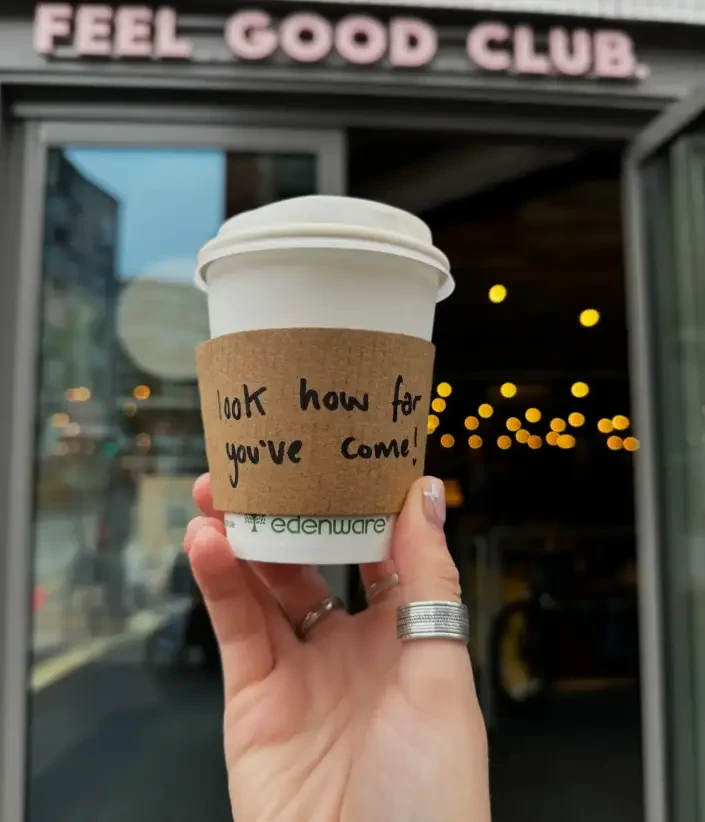 FEEL GOOD CLUB.
look how far
you've come!
edenware